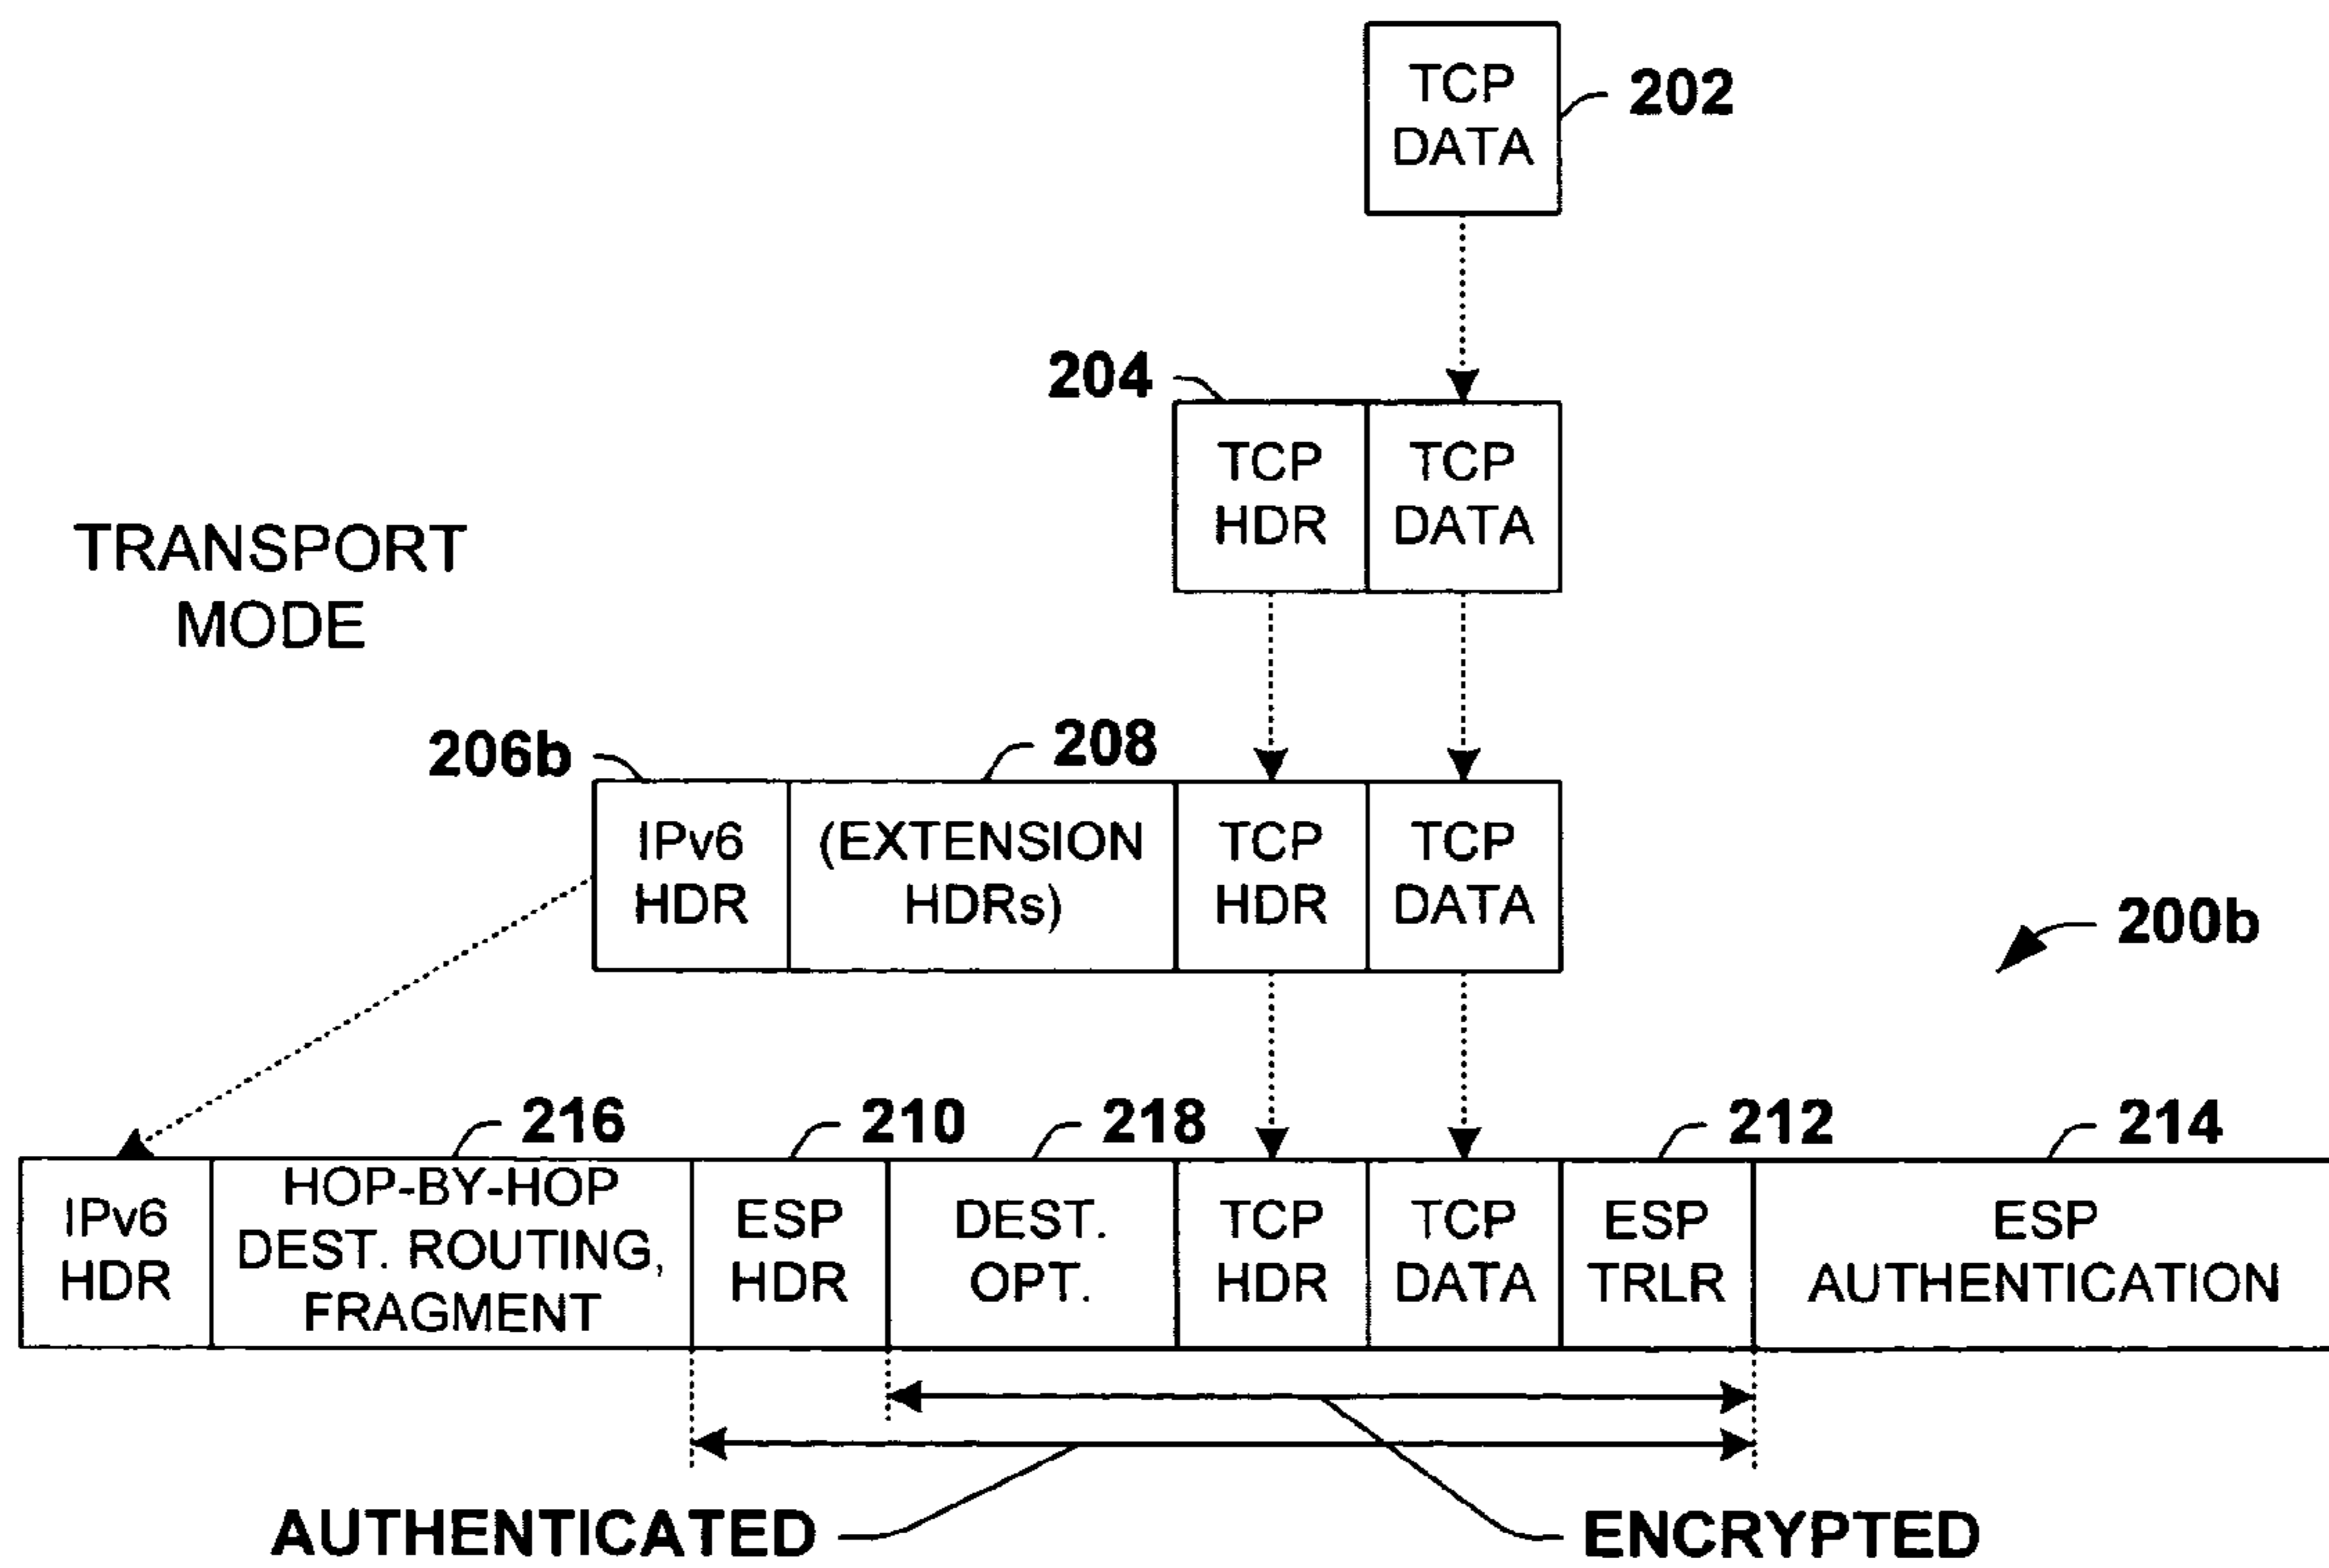 TCP
DATA
202
204
TCP
HDR
TCP
DATA
TRANSPORT
MODE
206b
208
IPv6
HDR
(EXTENSION
HDRs)
TCP
HDR
TCP
DATA
200b
216
210
218
212
214
IPv6
HDR
HOP-BY-HOP
DEST. ROUTING,
FRAGMENT
ESP
HDR
DEST.
OPT.
TCP
HDR
TCP
DATA
ESP
TRLR
ESP
AUTHENTICATION
AUTHENTICATED
ENCRYPTED